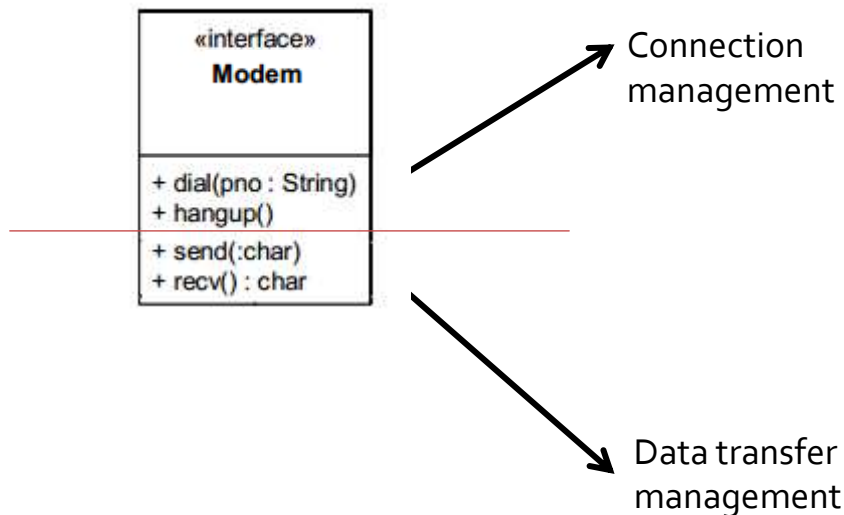 «interface»
Modem
+ dial(pno : String)
+ hangup()
+ send(:char)
+ recv() : char
Connection
management
Data transfer
management